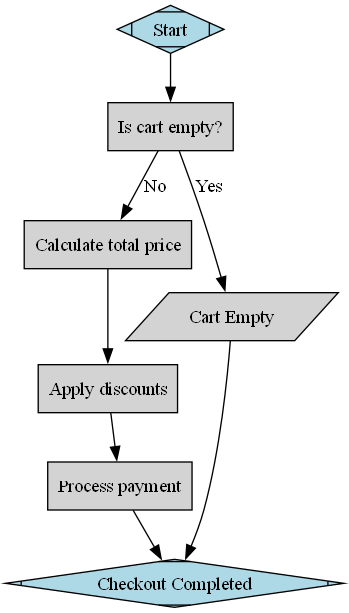 Start
Is cart empty?
No
Yes
Calculate total price
Cart Empty
Apply discounts
Process payment
Checkout Completed